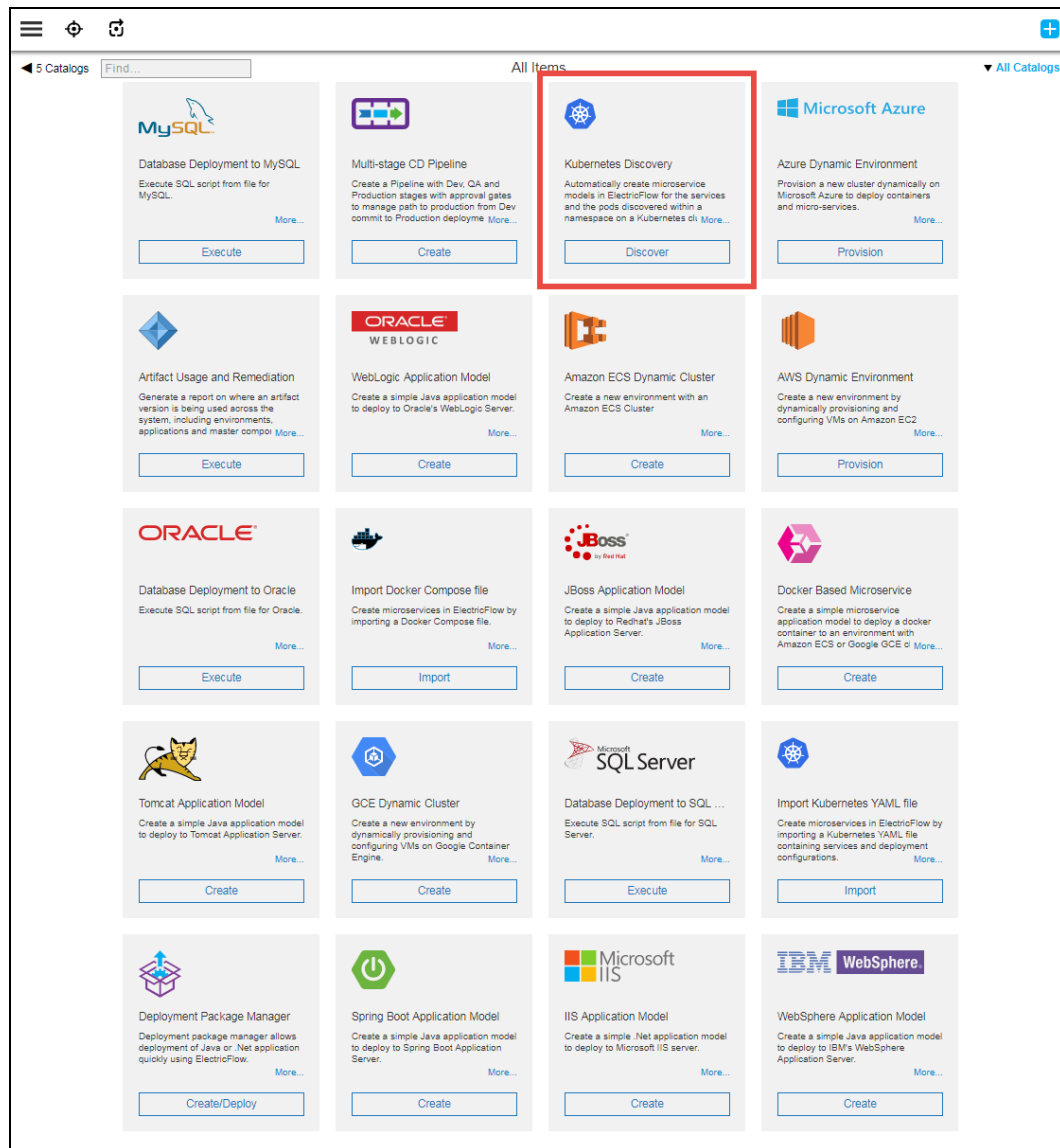 5 Catalogs
Find...
All Items
All Catalogs
MySQL
Database Deployment to MySQL
Execute SQL script from file for
MySQL.
More...
Execute
Multi-stage CD Pipeline
Create a Pipeline with Dev, QA and
Production stages with approval gates
to manage path to production from Dev
commit to Production deployme More...
Create
Kubernetes Discovery
Automatically create microservice
models in ElectricFlow for the services
and the pods discovered within a
namespace on a Kubernetes clu More...
Discover
Microsoft Azure
Azure Dynamic Environment
Provision a new cluster dynamically on
Microsoft Azure to deploy containers
and micro-services.
More...
Provision
Artifact Usage and Remediation
Generate a report on where an artifact
version is being used across the
system, including environments,
applications and master compor More...
Execute
ORACLE
WEBLOGIC
WebLogic Application Model
Create a simple Java application model
to deploy to Oracle's WebLogic Server.
More...
Create
Amazon ECS Dynamic Cluster
Create a new environment with an
Amazon ECS Cluster
More...
Create
AWS Dynamic Environment
Create a new environment by
dynamically provisioning and
configuring VMs on Amazon EC2
More...
Provision
ORACLE
Database Deployment to Oracle
Execute SQL script from file for Oracle.
More...
Execute
Import Docker Compose file
Create microservices in ElectricFlow by
importing a Docker Compose file.
More...
Import
JBoss
by Red Hat
JBoss Application Model
Create a simple Java application model
to deploy to Redhat's JBoss
Application Server.
More...
Create
Docker Based Microservice
Create a simple microservice
application model to deploy a docker
container to an environment with
Amazon ECS or Google GCE cl More...
Create
Tomcat Application Model
Create a simple Java application model
to deploy to Tomcat Application Server.
More...
Create
GCE Dynamic Cluster
Create a new environment by
dynamically provisioning and
configuring VMs on Google Container
Engine. More...
Create
Microsoft
SQL Server
Database Deployment to SQL ...
Execute SQL script from file for SQL
Server.
More...
Execute
Import Kubernetes YAML file
Create microservices in ElectricFlow by
importing a Kubernetes YAML file
containing services and deployment
configurations. More...
Import
Deployment Package Manager
Deployment package manager allows
deployment of Java or .Net application
quickly using ElectricFlow.
More...
Create/Deploy
Spring Boot Application Model
Create a simple Java application model
to deploy to Spring Boot Application
Server.
More...
Create
Microsoft
IIS
IIS Application Model
Create a simple .Net application model
to deploy to Microsoft IIS server.
More...
Create
IBM WebSphere.
WebSphere Application Model
Create a simple Java application model
to deploy to IBM's WebSphere
Application Server.
More...
Create